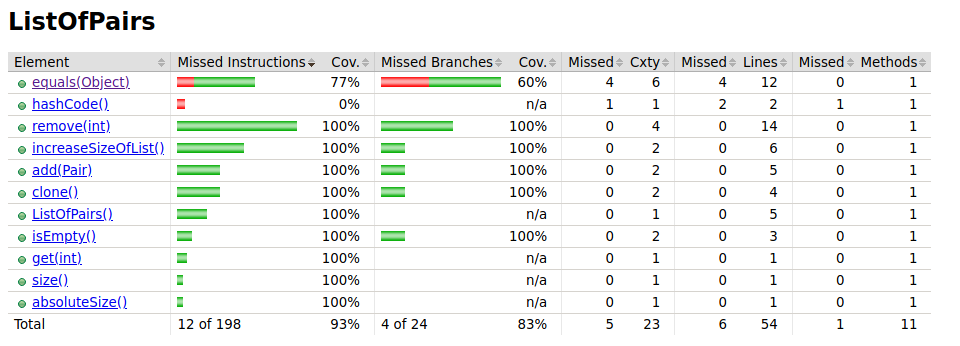 ListOfPairs
Element Missed Instructions Cov. Missed Branches Cov. Missed Cxty Missed Lines Missed Methods
equals(Object) 77% 60% 4 6 4 12 0 1
hashCode() 0% n/a 1 1 2 2 1 1
remove(int) 100% 100% 0 4 0 14 0 1
increaseSizeOfList() 100% 100% 0 2 0 6 0 1
add(Pair) 100% 100% 0 2 0 5 0 1
clone() 100% 100% 0 2 0 4 0 1
ListOfPairs() 100% n/a 0 1 0 5 0 1
isEmpty() 100% 100% 0 2 0 3 0 1
get(int) 100% n/a 0 1 0 1 0 1
size() 100% n/a 0 1 0 1 0 1
absoluteSize() 100% n/a 0 1 0 1 0 1
Total 12 of 198 93% 4 of 24 83% 5 23 6 54 1 11